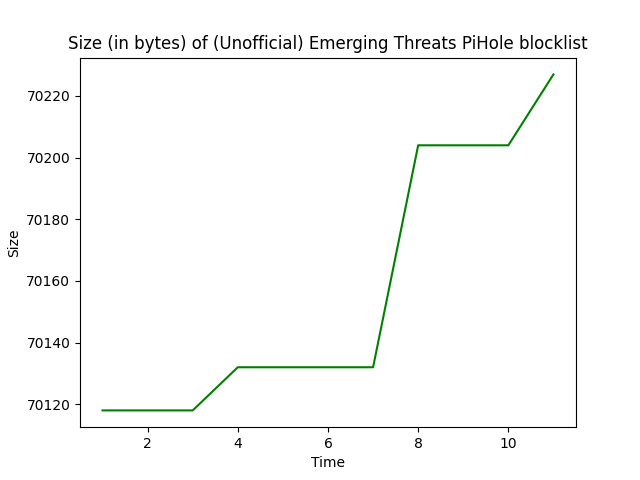 Size (in bytes) of (Unofficial) Emerging Threats PiHole blocklist
70220
70200
70180
70160
70140
70120
Size
2 4 6 8 10
Time